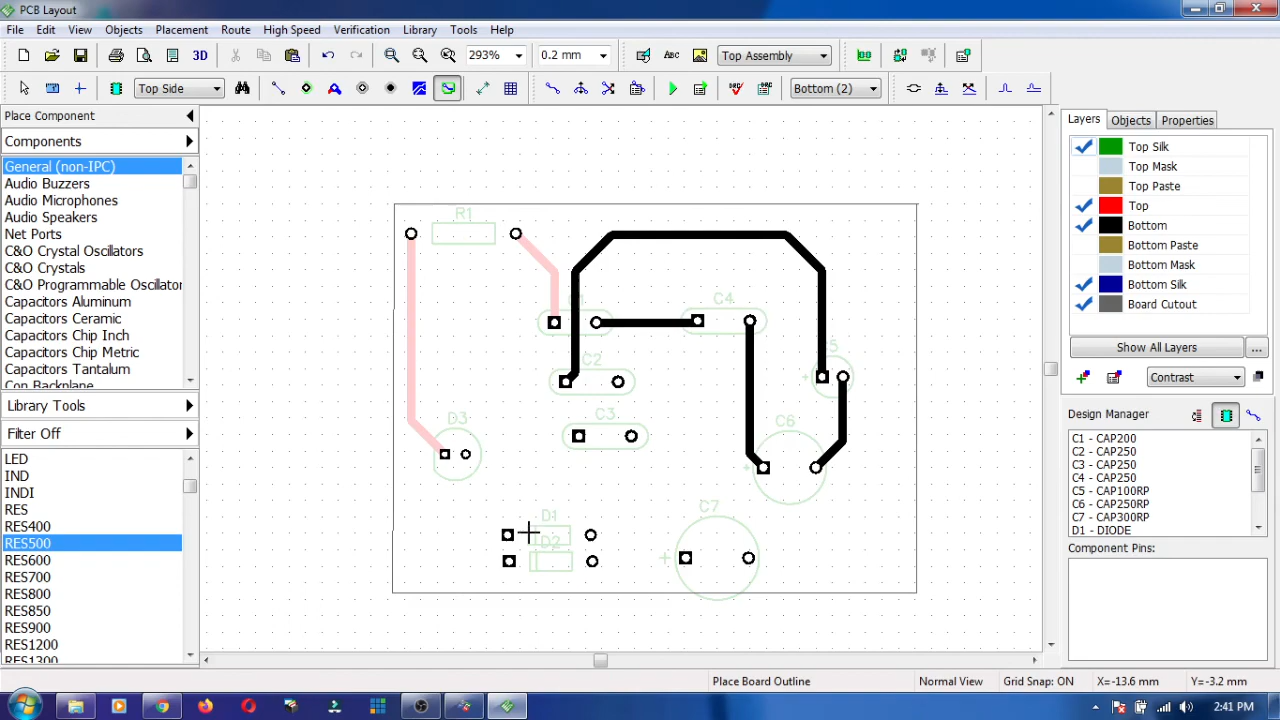 PCB Layout
File Edit View Objects Placement Route High Speed Verification Library Tools Help
3D 293% 0.2 mm Abc Top Assembly
Top Side Bottom (2)
Place Component
Components
General (non-IPC)
Audio Buzzers
Audio Microphones
Audio Speakers
Net Ports
C&O Crystal Oscillators
C&O Crystals
C&O Programmable Oscillator
Capacitors Aluminum
Capacitors Ceramic
Capacitors Chip Inch
Capacitors Chip Metric
Capacitors Tantalum
Con Backplane
Library Tools
Filter Off
LED
IND
INDI
RES
RES400
RES500
RES600
RES700
RES800
RES850
RES900
RES1200
RES1300
R1
C4
C2
C3
D3
C6
D1
D2
C7
Layers Objects Properties
Top Silk
Top Mask
Top Paste
Top
Bottom
Bottom Paste
Bottom Mask
Bottom Silk
Board Cutout
Show All Layers ...
Contrast
Design Manager
C1 - CAP200
C2 - CAP250
C3 - CAP250
C4 - CAP250
C5 - CAP100RP
C6 - CAP200RP
C7 - CAP300RP
D1 - DIODE
Component Pins:
Place Board Outline Normal View Grid Snap: ON X=-13.6 mm Y=-3.2 mm
2:41 PM